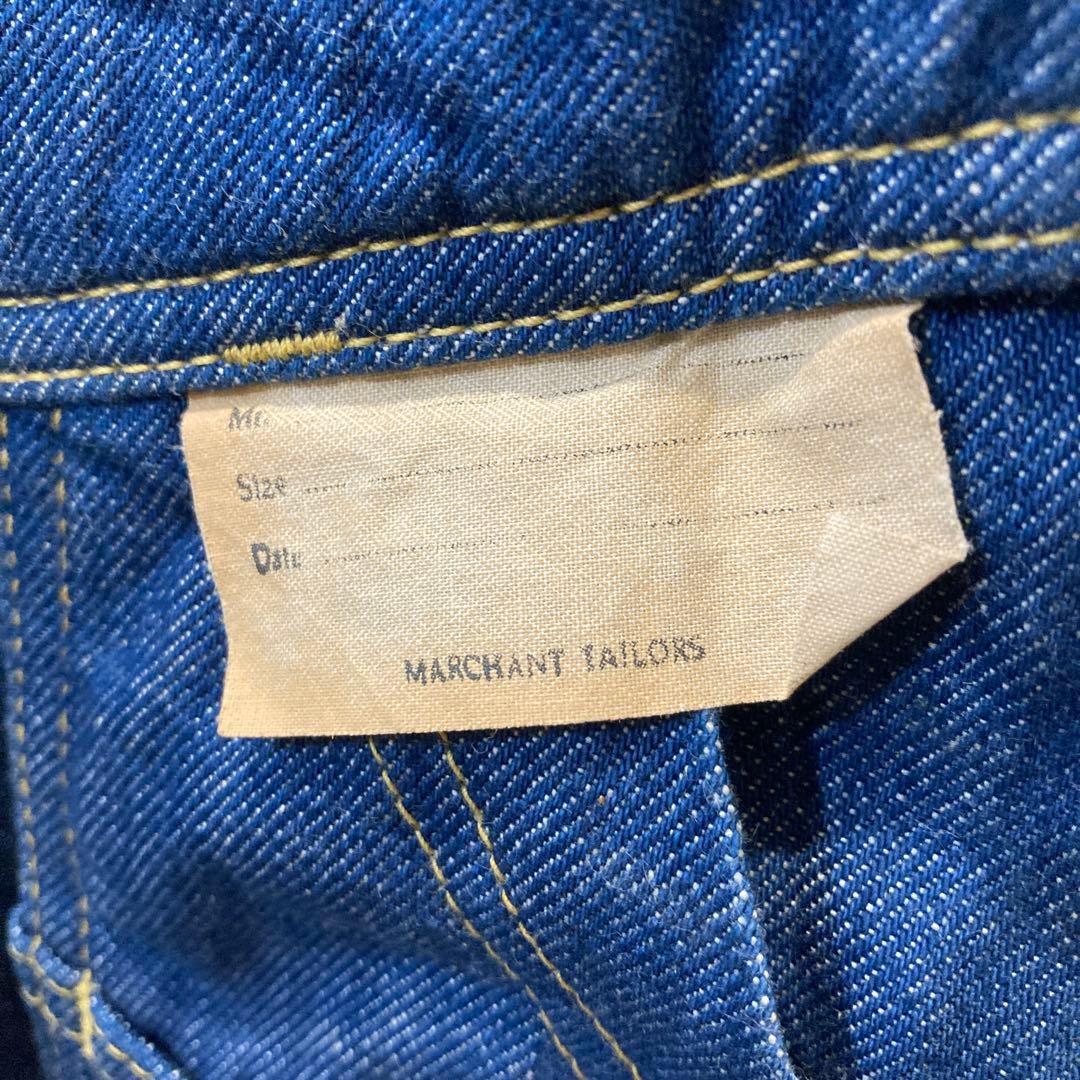 Mr. ........................
Size ........................
Date ........................
MARCHANT TAILORS